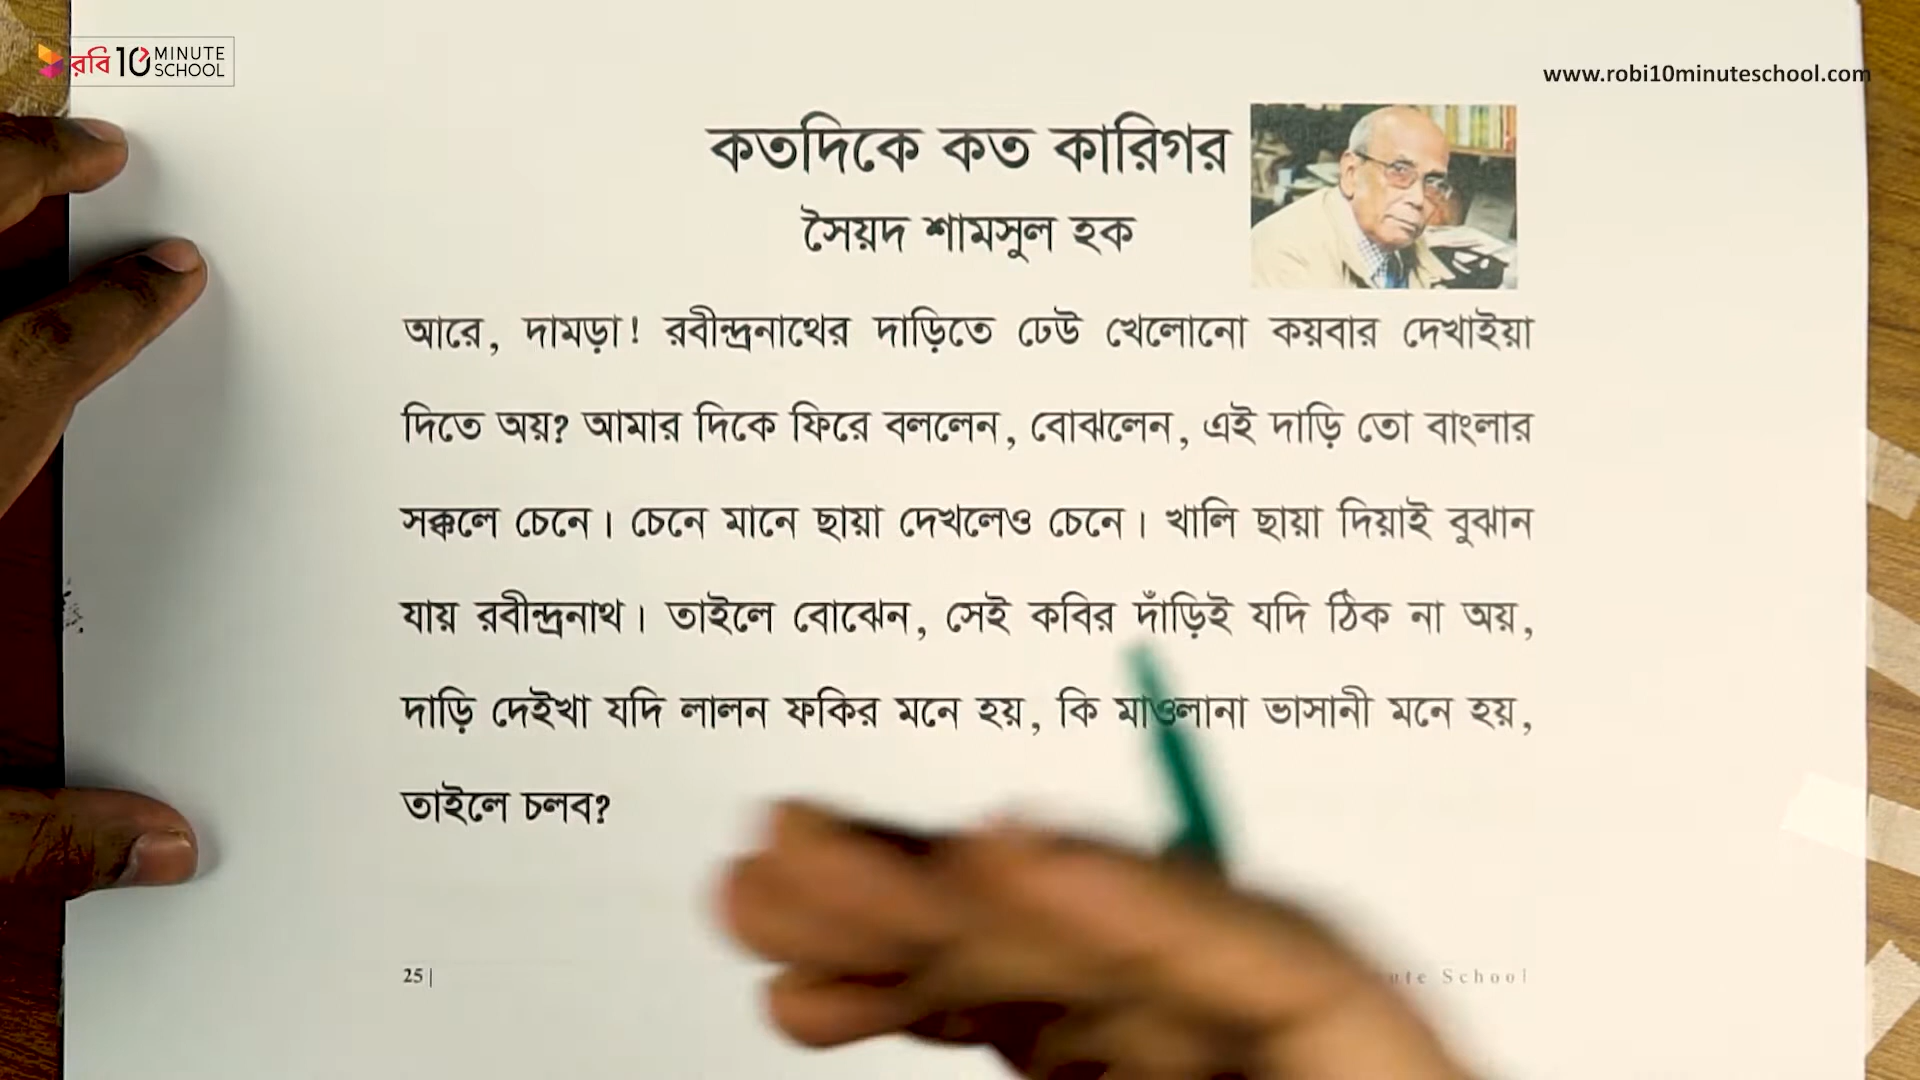 রবি 10 MINUTE SCHOOL
www.robi10minuteschool.com
কতদিকে কত কারিগর
সৈয়দ শামসুল হক
আরে, দামড়া! রবীন্দ্রনাথের দাড়িতে ঢেউ খেলোনো কয়বার দেখাইয়া
দিতে অয়? আমার দিকে ফিরে বললেন, বোঝলেন, এই দাড়ি তো বাংলার
সক্কলে চেনে। চেনে মানে ছায়া দেখলেও চেনে। খালি ছায়া দিয়াই বুঝান
যায় রবীন্দ্রনাথ। তাইলে বোঝেন, সেই কবির দাঁড়িই যদি ঠিক না অয়,
দাড়ি দেইখা যদি লালন ফকির মনে হয়, কি মাওলানা ভাসানী মনে হয়,
তাইলে চলব?
25| School